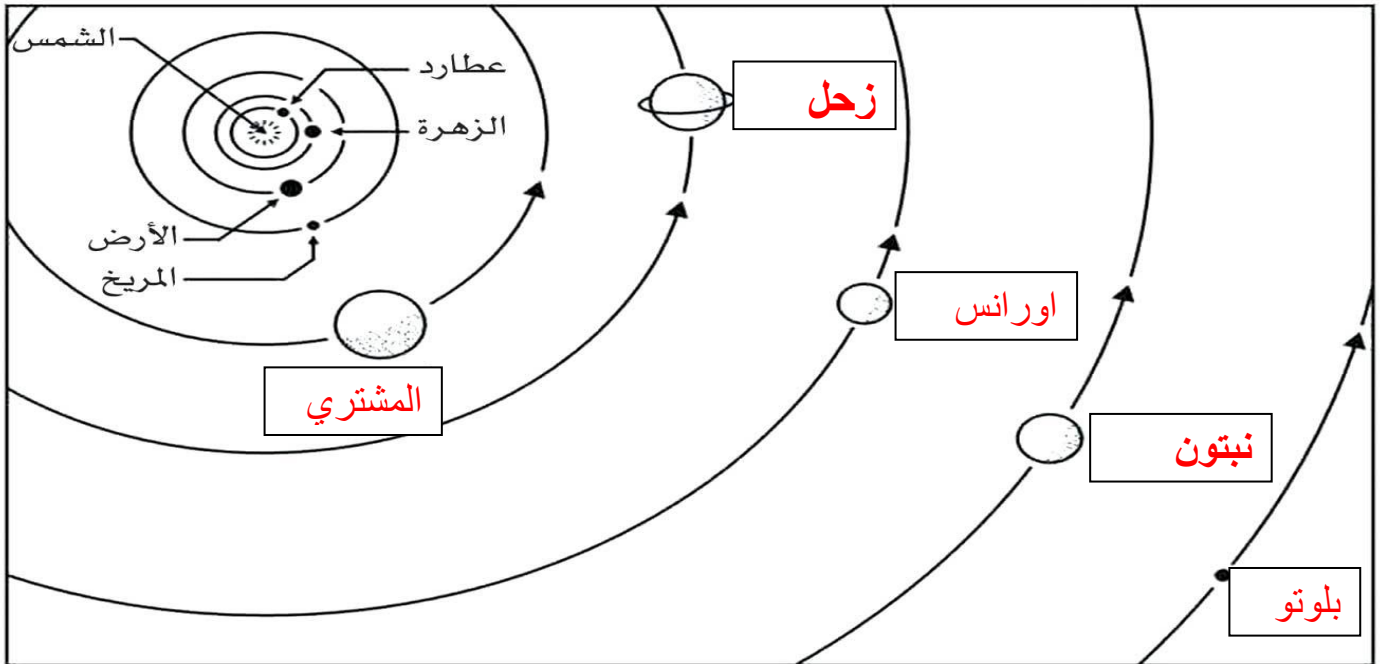 الشمس
عطارد
زحل
الزهرة
الأرض
المريخ
اورانس
المشتري
نبتون
بلوتو